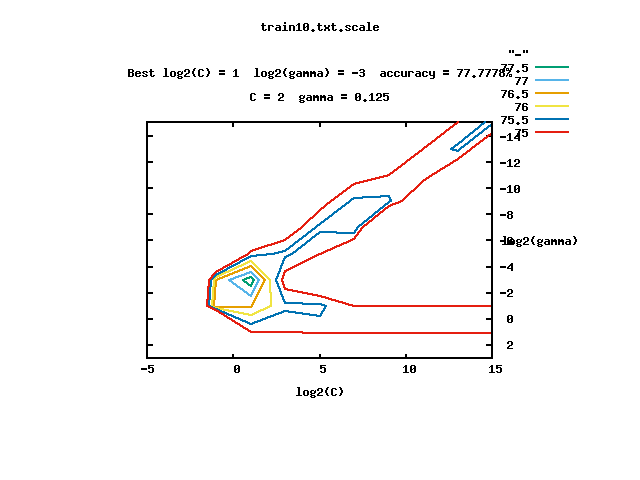 train10.txt.scale
"-"
Best log2(C) = 1 log2(gamma) = -3 accuracy = 77.7778%
77.5
77
76.5
76
75.5
75
C = 2 gamma = 0.125
-14
-12
-10
-8
-6
log2(gamma)
-4
-2
0
2
-5 0 5 10 15
log2(C)